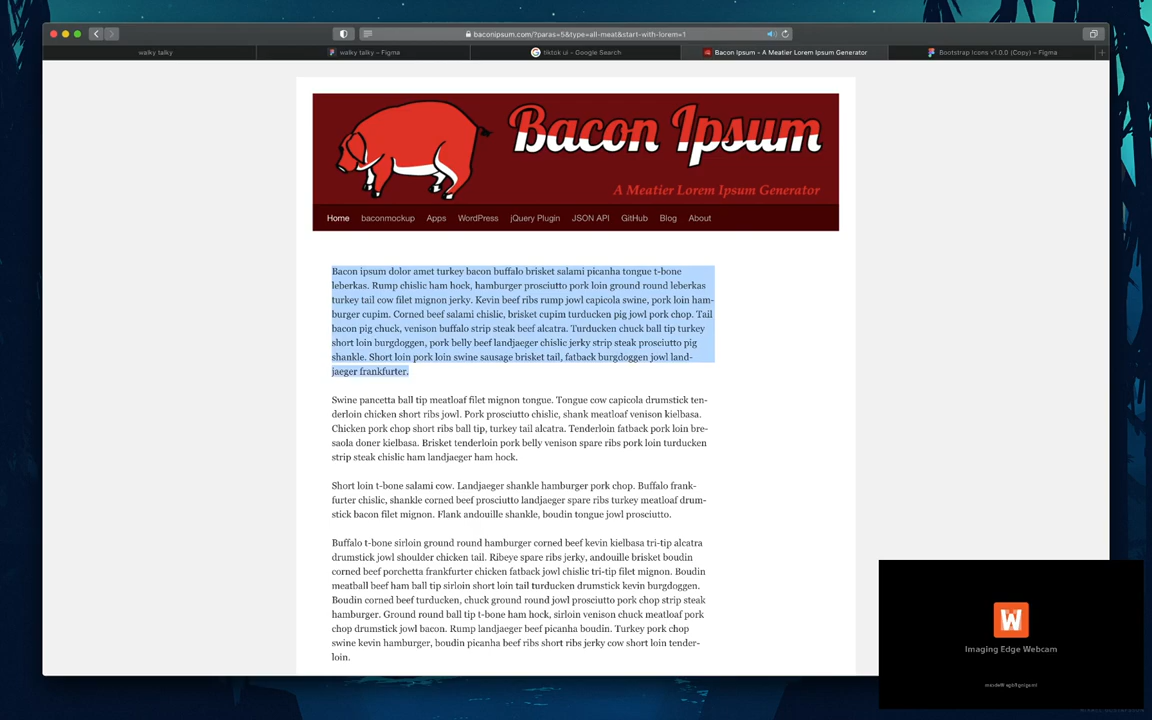 baconipsum.com/?paras=5&type=all-meat&start-with-lorem=1
walky talky
walky talky – Figma
tiktok ui - Google Search
Bacon Ipsum - A Meatier Lorem Ipsum Generator
Bootstrap Icons v1.0.0 (Copy) – Figma
Bacon Ipsum
A Meatier Lorem Ipsum Generator
Home baconmockup Apps WordPress jQuery Plugin JSON API GitHub Blog About
Bacon ipsum dolor amet turkey bacon buffalo brisket salami picanha tongue t-bone
leberkas. Rump chislic ham hock, hamburger prosciutto pork loin ground round leberkas
turkey tail cow filet mignon jerky. Kevin beef ribs rump jowl capicola swine, pork loin ham-
burger cupim. Corned beef salami chislic, brisket cupim turducken pig jowl pork chop. Tail
bacon pig chuck, venison buffalo strip steak beef alcatra. Turducken chuck ball tip turkey
short loin burgdoggen, pork belly beef landjaeger chislic jerky strip steak prosciutto pig
shankle. Short loin pork loin swine sausage brisket tail, fatback burgdoggen jowl land-
jaeger frankfurter.
Swine pancetta ball tip meatloaf filet mignon tongue. Tongue cow capicola drumstick ten-
derloin chicken short ribs jowl. Pork prosciutto chislic, shank meatloaf venison kielbasa.
Chicken pork chop short ribs ball tip, turkey tail alcatra. Tenderloin fatback pork loin bre-
saola doner kielbasa. Brisket tenderloin pork belly venison spare ribs pork loin turducken
strip steak chislic ham landjaeger ham hock.
Short loin t-bone salami cow. Landjaeger shankle hamburger pork chop. Buffalo frank-
furter chislic, shankle corned beef prosciutto landjaeger spare ribs turkey meatloaf drum-
stick bacon filet mignon. Flank andouille shankle, boudin tongue jowl prosciutto.
Buffalo t-bone sirloin ground round hamburger corned beef kevin kielbasa tri-tip alcatra
drumstick jowl shoulder chicken tail. Ribeye spare ribs jerky, andouille brisket boudin
corned beef porchetta frankfurter chicken fatback jowl chislic tri-tip filet mignon. Boudin
meatball beef ham ball tip sirloin short loin tail turducken drumstick kevin burgdoggen.
Boudin corned beef turducken, chuck ground round jowl prosciutto pork chop strip steak
hamburger. Ground round ball tip t-bone ham hock, sirloin venison chuck meatloaf pork
chop drumstick jowl bacon. Rump landjaeger beef picanha boudin. Turkey pork chop
swine kevin hamburger, boudin picanha beef ribs short ribs jerky cow short loin tender-
loin.
W
Imaging Edge Webcam